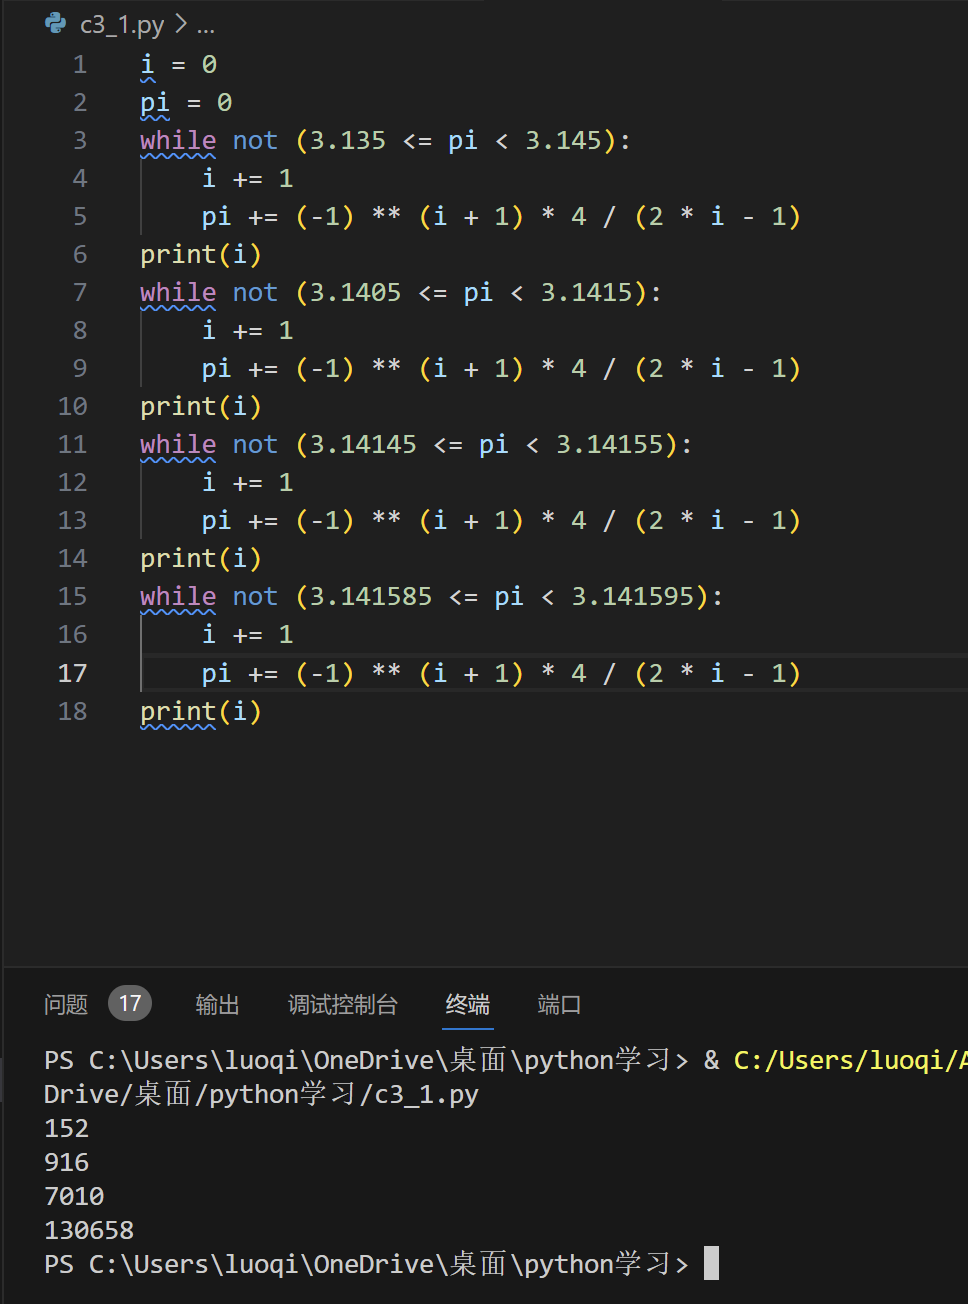 c3_1.py > ...
1 i = 0
2 pi = 0
3 while not (3.135 <= pi < 3.145):
4     i += 1
5     pi += (-1) ** (i + 1) * 4 / (2 * i - 1)
6 print(i)
7 while not (3.1405 <= pi < 3.1415):
8     i += 1
9     pi += (-1) ** (i + 1) * 4 / (2 * i - 1)
10 print(i)
11 while not (3.14145 <= pi < 3.14155):
12     i += 1
13     pi += (-1) ** (i + 1) * 4 / (2 * i - 1)
14 print(i)
15 while not (3.141585 <= pi < 3.141595):
16     i += 1
17     pi += (-1) ** (i + 1) * 4 / (2 * i - 1)
18 print(i)
问题 17 输出 调试控制台 终端 端口
PS C:\Users\luoqi\OneDrive\桌面\python学习> & C:/Users/luoqi/A
Drive/桌面/python学习/c3_1.py
152
916
7010
130658
PS C:\Users\luoqi\OneDrive\桌面\python学习>